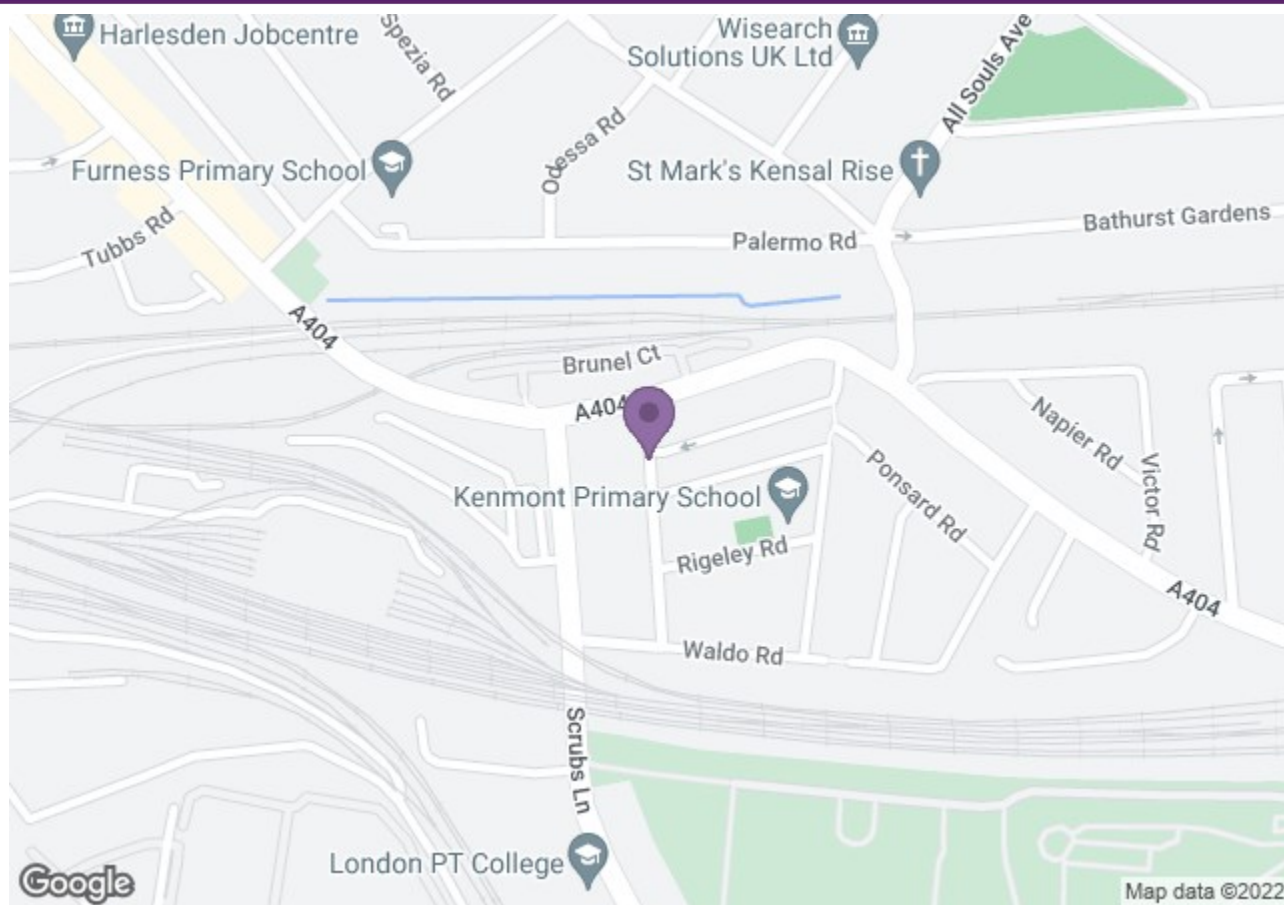 Harlesden Jobcentre
Spezia Rd
Wisearch
Solutions UK Ltd
All Souls Ave
Furness Primary School
Odessa Rd
St Mark's Kensal Rise
Tubbs Rd
Palermo Rd
Bathurst Gardens
A404
Brunel Ct
A404
Napier Rd
Victor Rd
Ponsard Rd
Kenmont Primary School
Rigeley Rd
A404
Waldo Rd
Scrubs Ln
London PT College
Google
Map data ©2022